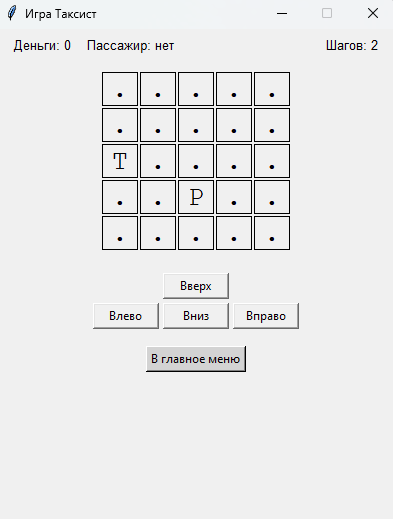 Игра Таксист
Деньги: 0 Пассажир: нет Шагов: 2
. . . . .
. . . . .
T . . . .
. . P . .
. . . . .
Вверх
Влево Вниз Вправо
В главное меню